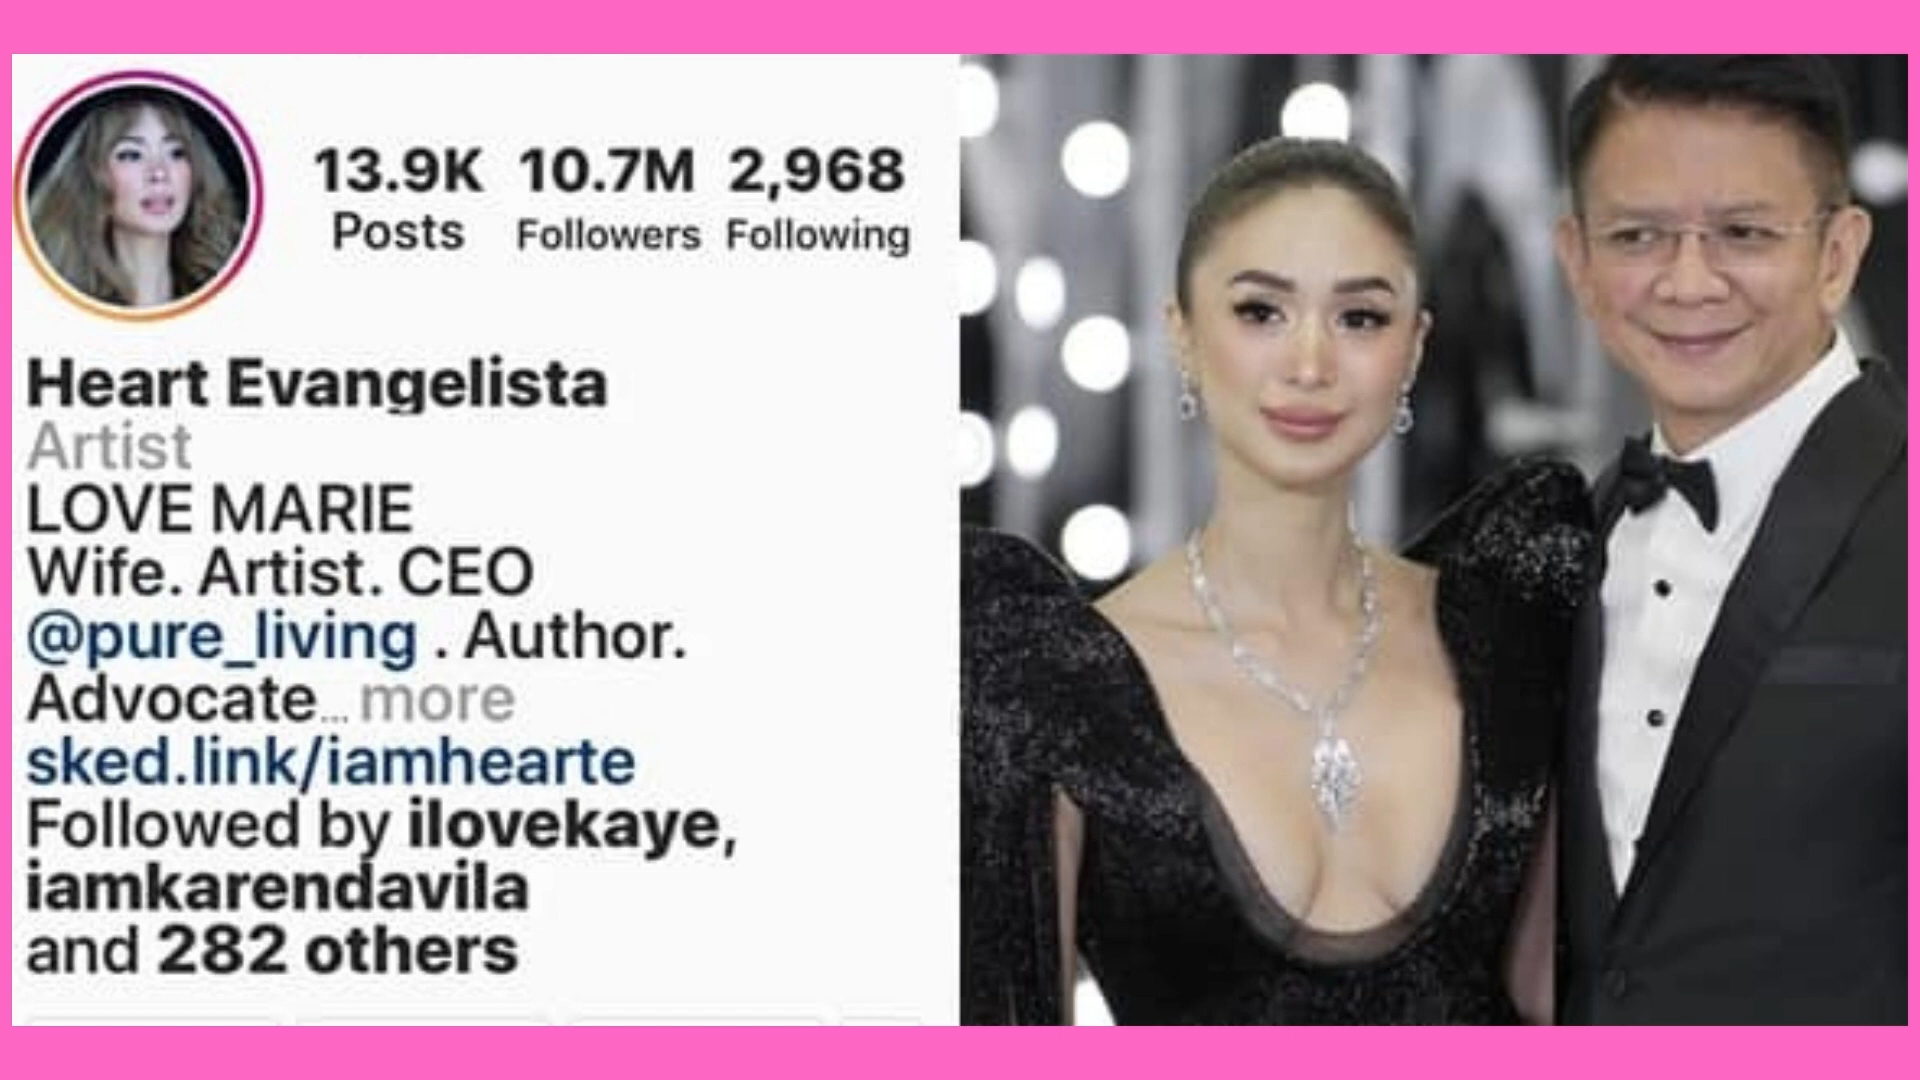 13.9K 10.7M 2,968
Posts Followers Following
Heart Evangelista
Artist
LOVE MARIE
Wife. Artist. CEO
@pure_living . Author.
Advocate... more
sked.link/iamhearte
Followed by ilovekaye,
iamkarendavila
and 282 others